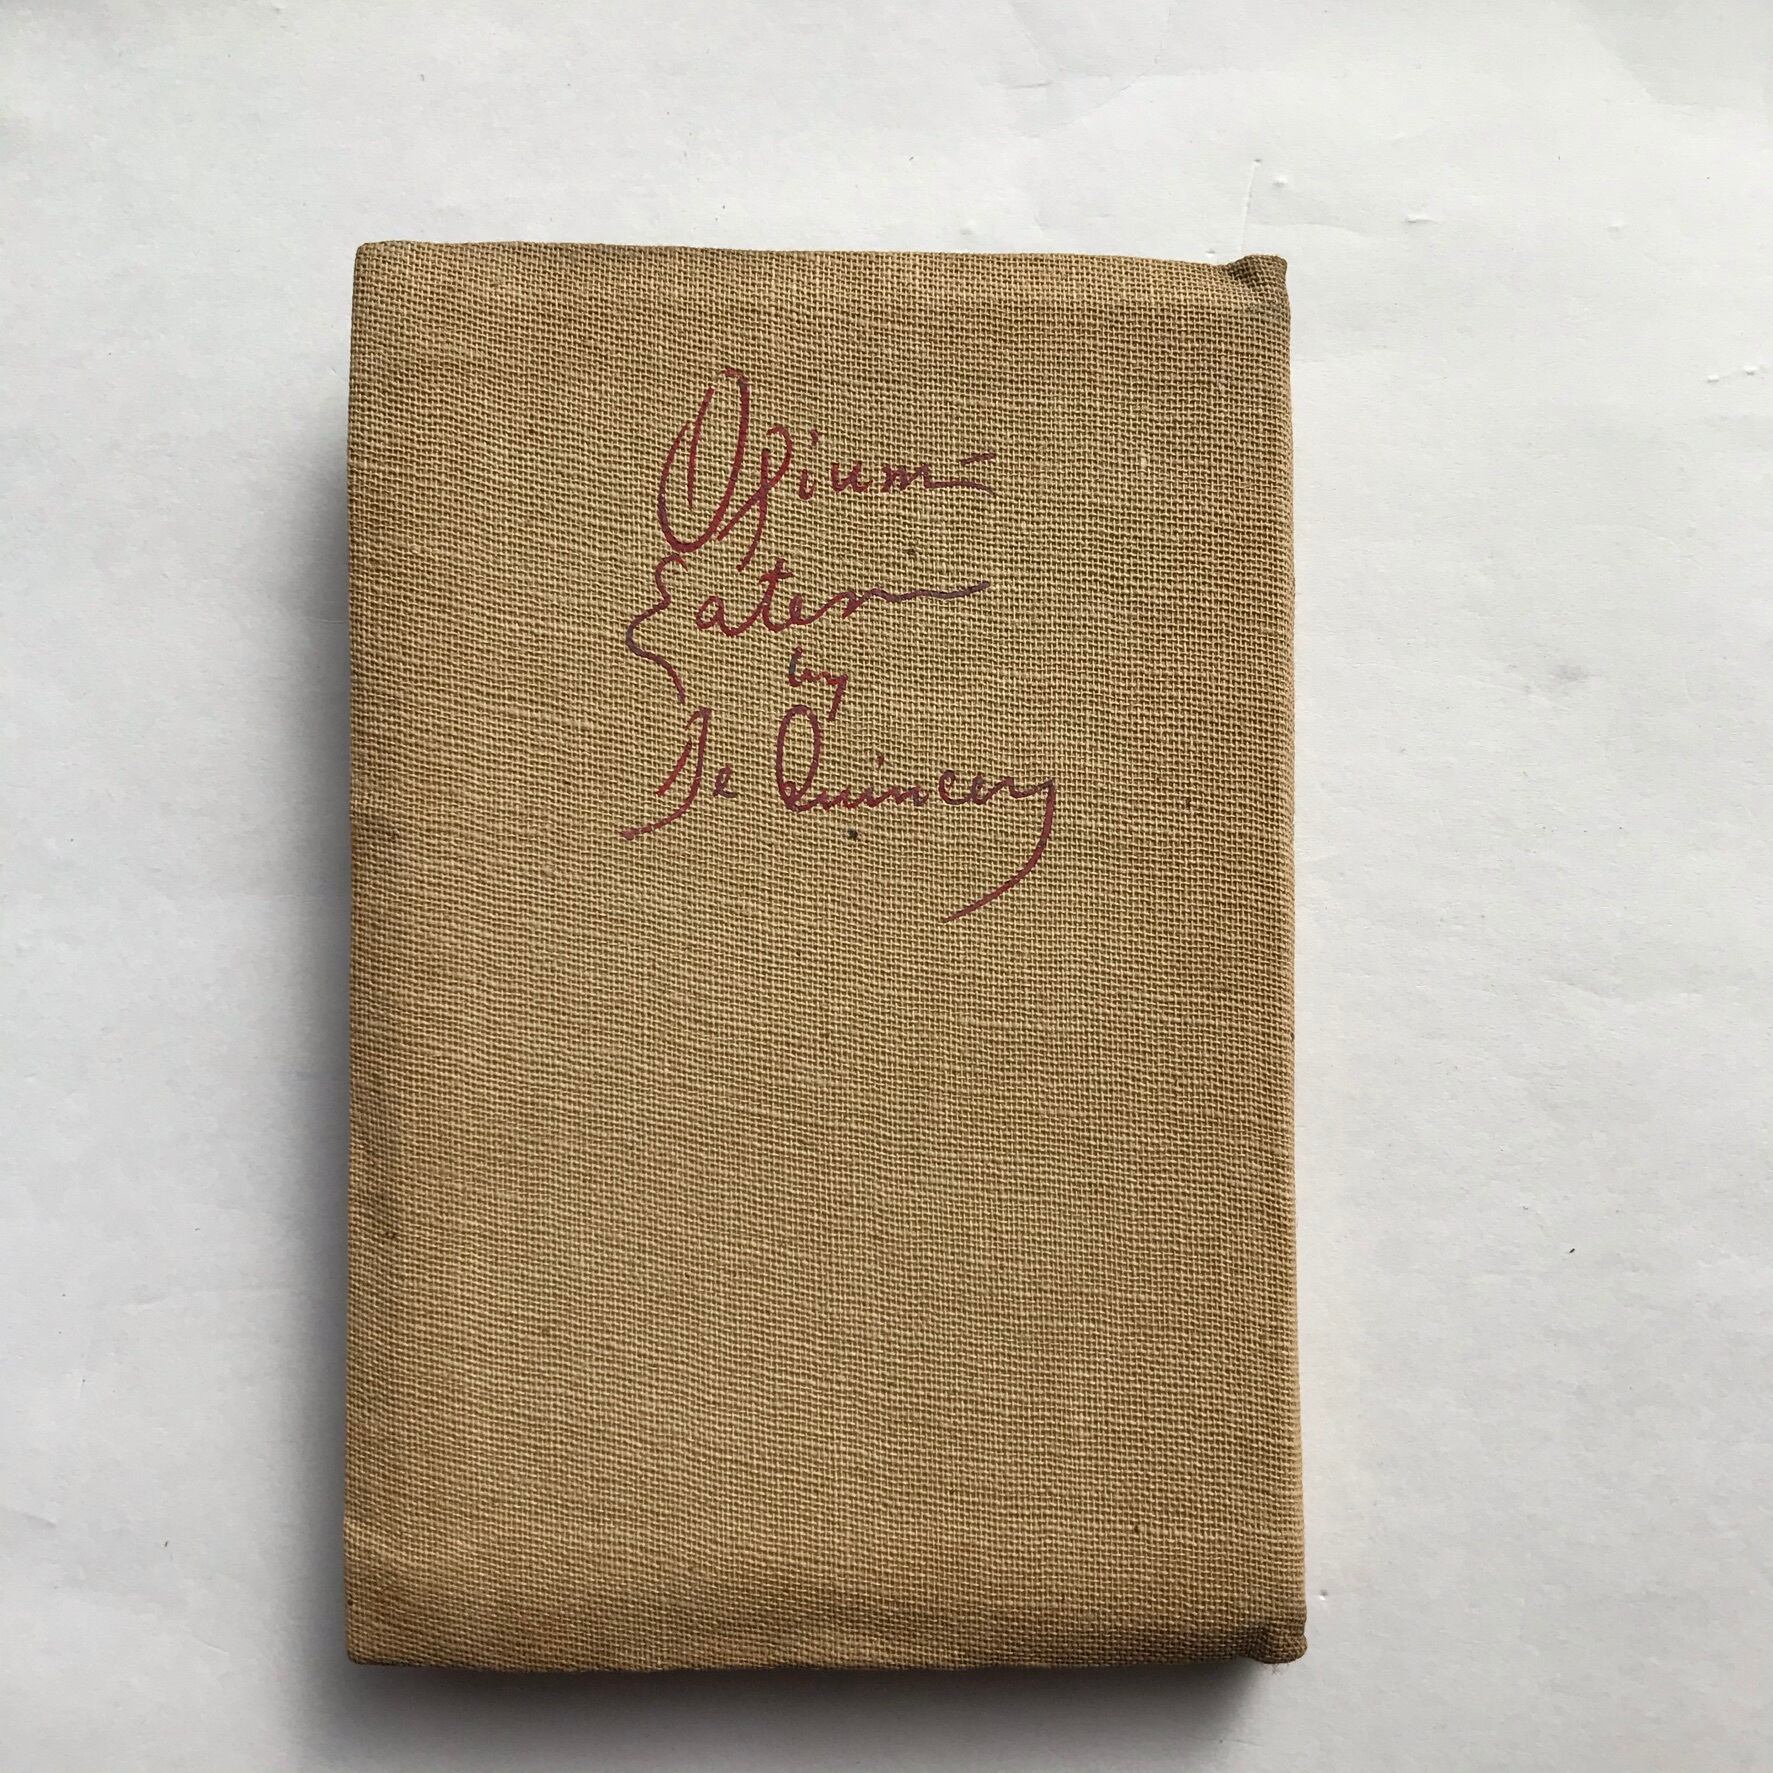 Opium-
Eater
by
De Quincey